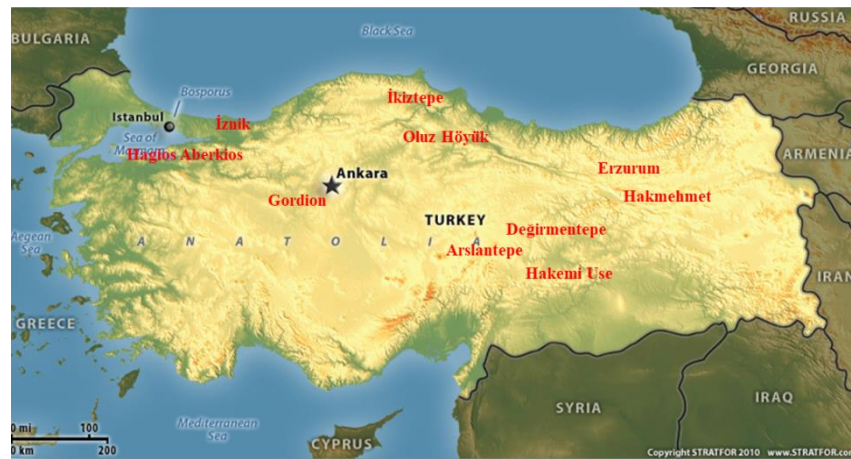 RUSSIA
BULGARIA
Black Sea
GEORGIA
Bosporus
İkiztepe
Istanbul
İznik
Sea of
Marmara
Oluz Höyük
Hagios Aberkios
ARMENIA
Erzurum
Ankara
Gordion
Hakmehmet
TURKEY
Değirmentepe
Aegean
Sea
ANATOLIA
Arslantepe
Hakemi Use
IRAN
GREECE
SYRIA
IRAQ
Mediterranean
Sea
CYPRUS
0 mi 100
0 km 200
Copyright STRATFOR 2010 www.STRATFOR.com